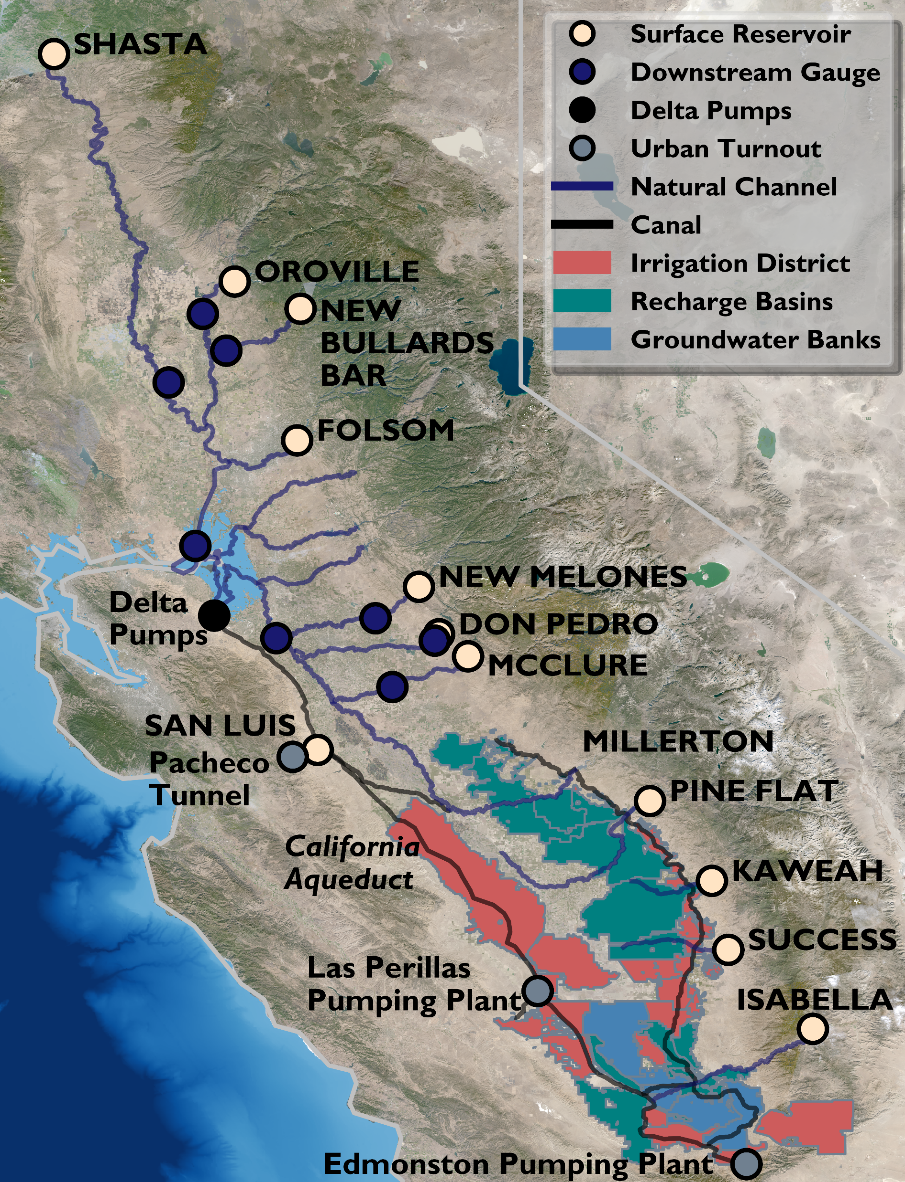 SHASTA
Surface Reservoir
Downstream Gauge
Delta Pumps
Urban Turnout
Natural Channel
Canal
Irrigation District
Recharge Basins
Groundwater Banks
OROVILLE
NEW
BULLARDS
BAR
FOLSOM
NEW MELONES
Delta
Pumps
DON PEDRO
MCCLURE
SAN LUIS
Pacheco
Tunnel
MILLERTON
PINE FLAT
California
Aqueduct
KAWEAH
SUCCESS
Las Perillas
Pumping Plant
ISABELLA
Edmonston Pumping Plant